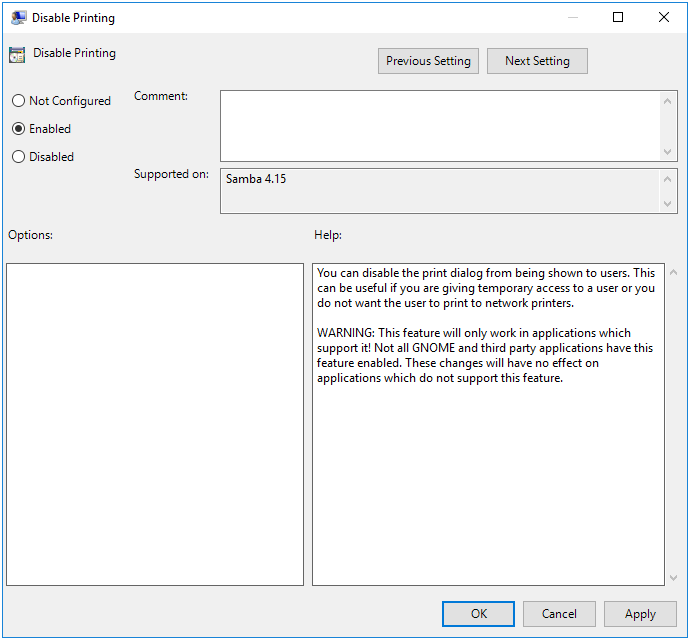 Disable Printing
Disable Printing
Previous Setting
Next Setting
Not Configured
Comment:
Enabled
Disabled
Supported on:
Samba 4.15
Options:
Help:
You can disable the print dialog from being shown to users. This
can be useful if you are giving temporary access to a user or you
do not want the user to print to network printers.
WARNING: This feature will only work in applications which
support it! Not all GNOME and third party applications have this
feature enabled. These changes will have no effect on
applications which do not support this feature.
OK
Cancel
Apply